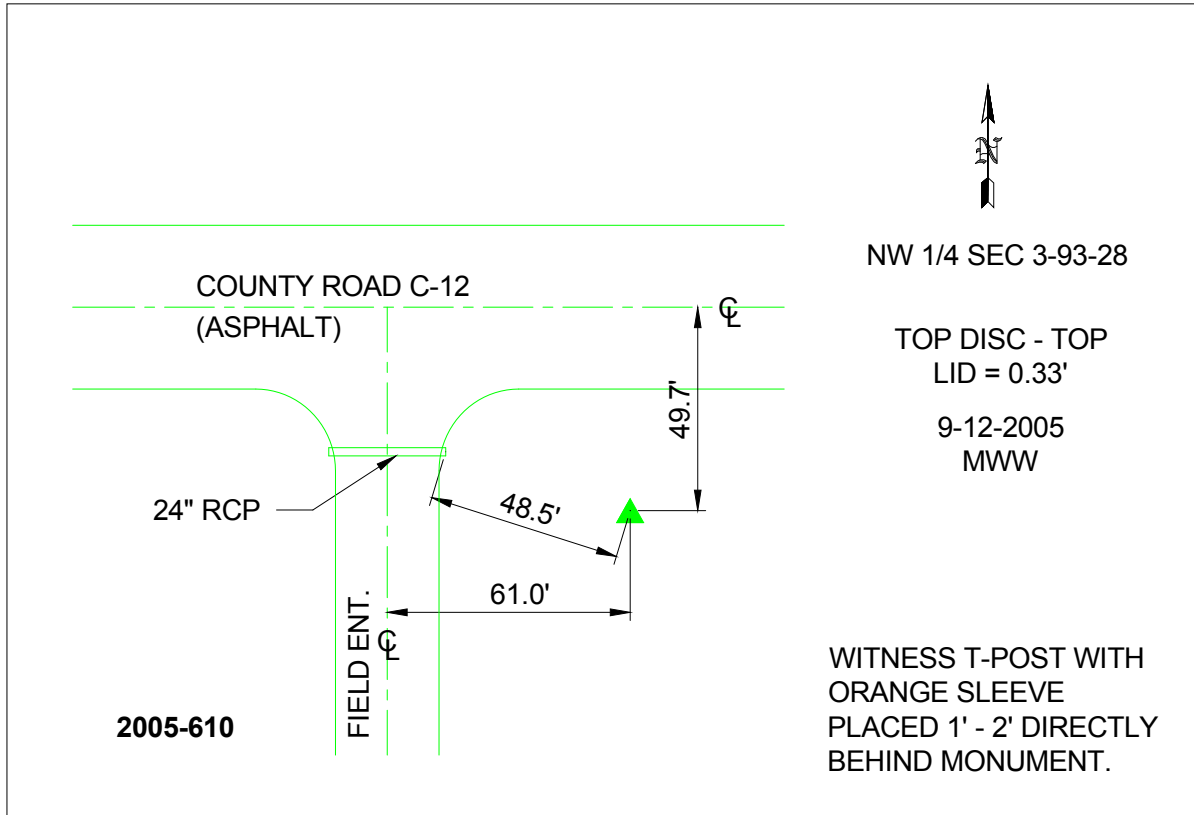 N
NW 1/4 SEC 3-93-28
COUNTY ROAD C-12
(ASPHALT)
CL
TOP DISC - TOP
LID = 0.33'
49.7'
9-12-2005
MWW
24" RCP
48.5'
61.0'
FIELD ENT.
CL
2005-610
WITNESS T-POST WITH
ORANGE SLEEVE
PLACED 1' - 2' DIRECTLY
BEHIND MONUMENT.